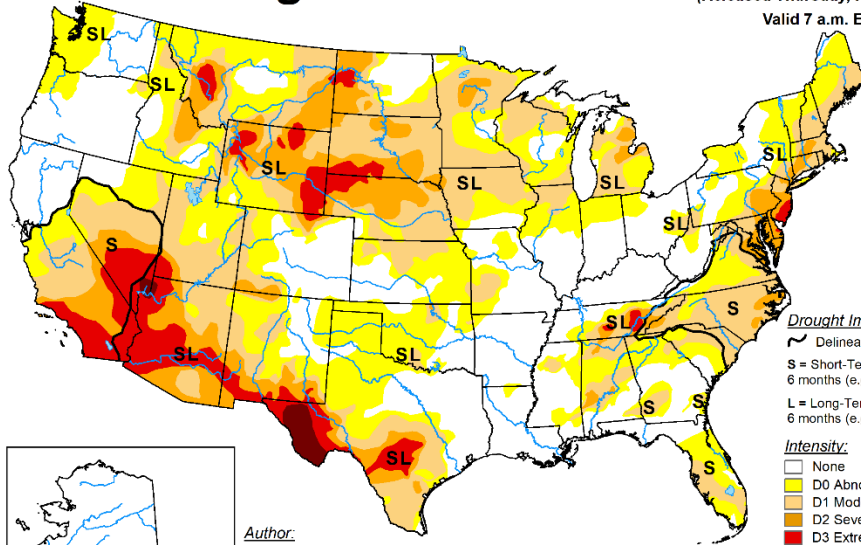 Valid 7 a.m. E
SL
SL
SL
SL
SL
SL
SL
S
S
SL
SL
SL
S
S
S
SL
S
Drought Im
Delinea
S = Short-Te
6 months (e.
L = Long-Ter
6 months (e.
Intensity:
None
D0 Abno
D1 Mod
D2 Seve
D3 Extre
Author: